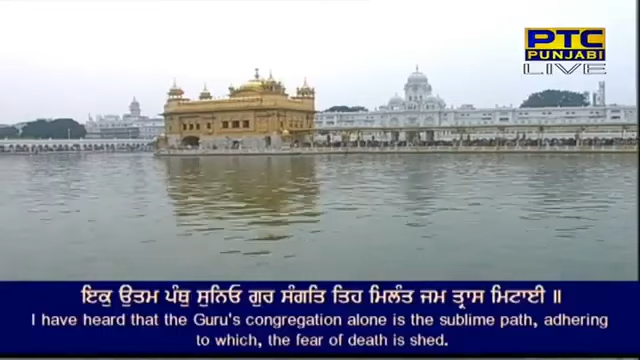 PTC
PUNJABI
LIVE
ਇਕੁ ਉਤਮ ਪੰਥੁ ਸੁਨਿਓ ਗੁਰ ਸੰਗਤਿ ਤਿਹ ਮਿਲੰਤ ਜਮ ਤ੍ਰਾਸ ਮਿਟਾਈ ॥
I have heard that the Guru's congregation alone is the sublime path, adhering
to which, the fear of death is shed.